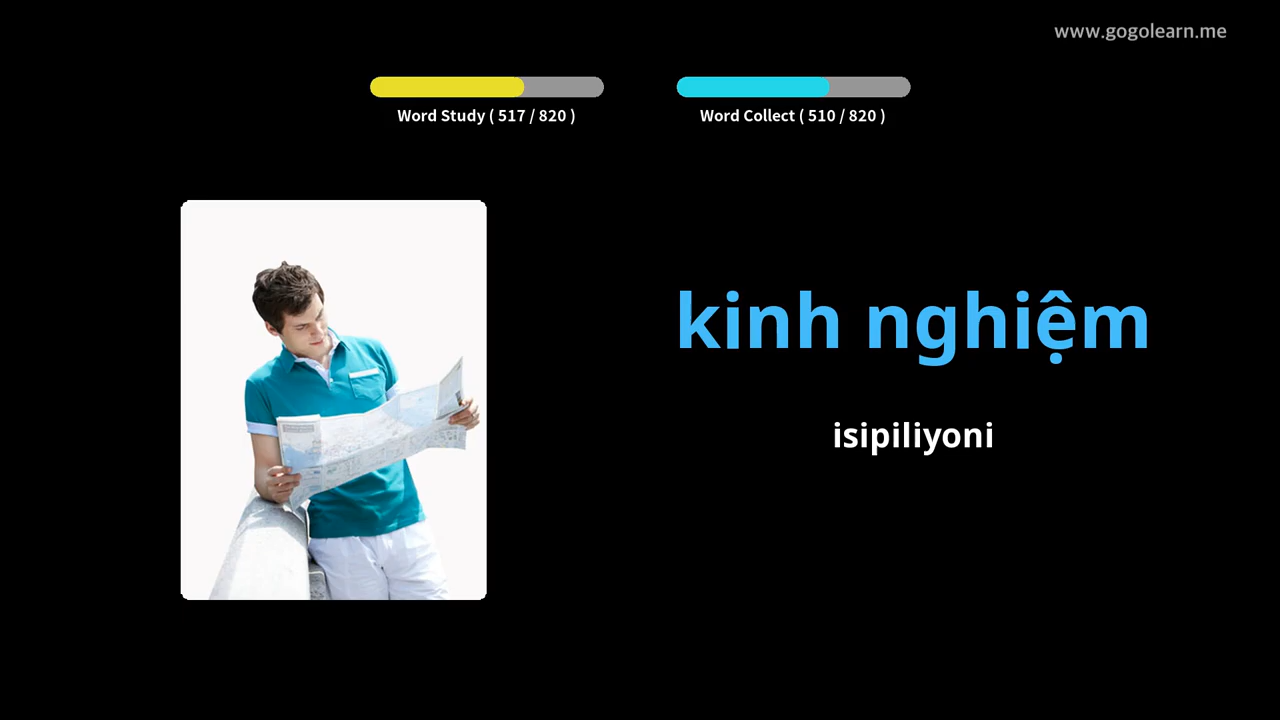 www.gogolearn.me
Word Study ( 517 / 820 )
Word Collect ( 510 / 820 )
kinh nghiệm
isipiliyoni